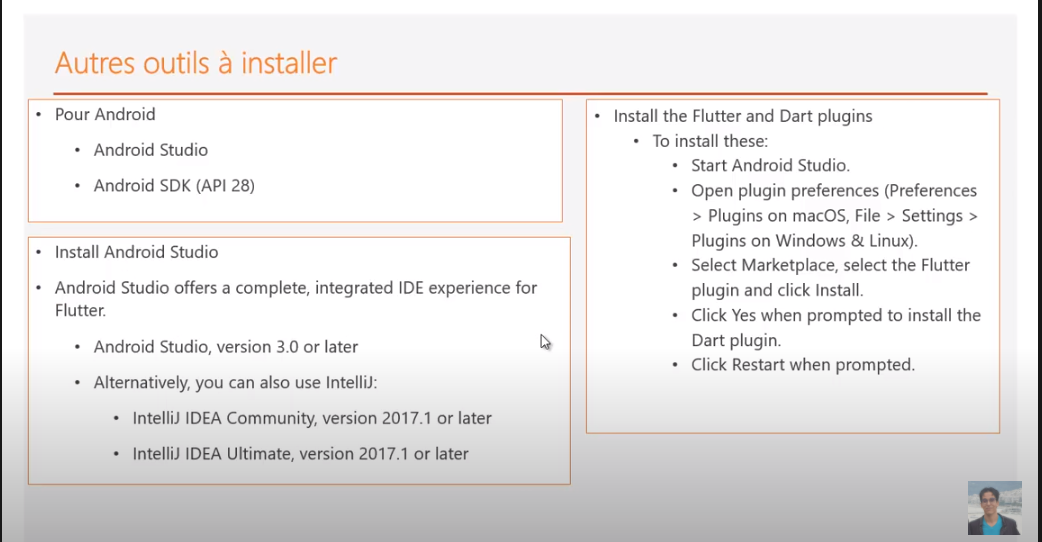 Autres outils à installer
• Pour Android
• Android Studio
• Android SDK (API 28)
• Install Android Studio
• Android Studio offers a complete, integrated IDE experience for
Flutter.
• Android Studio, version 3.0 or later
• Alternatively, you can also use IntelliJ:
• IntelliJ IDEA Community, version 2017.1 or later
• IntelliJ IDEA Ultimate, version 2017.1 or later
• Install the Flutter and Dart plugins
• To install these:
• Start Android Studio.
• Open plugin preferences (Preferences
> Plugins on macOS, File > Settings >
Plugins on Windows & Linux).
• Select Marketplace, select the Flutter
plugin and click Install.
• Click Yes when prompted to install the
Dart plugin.
• Click Restart when prompted.